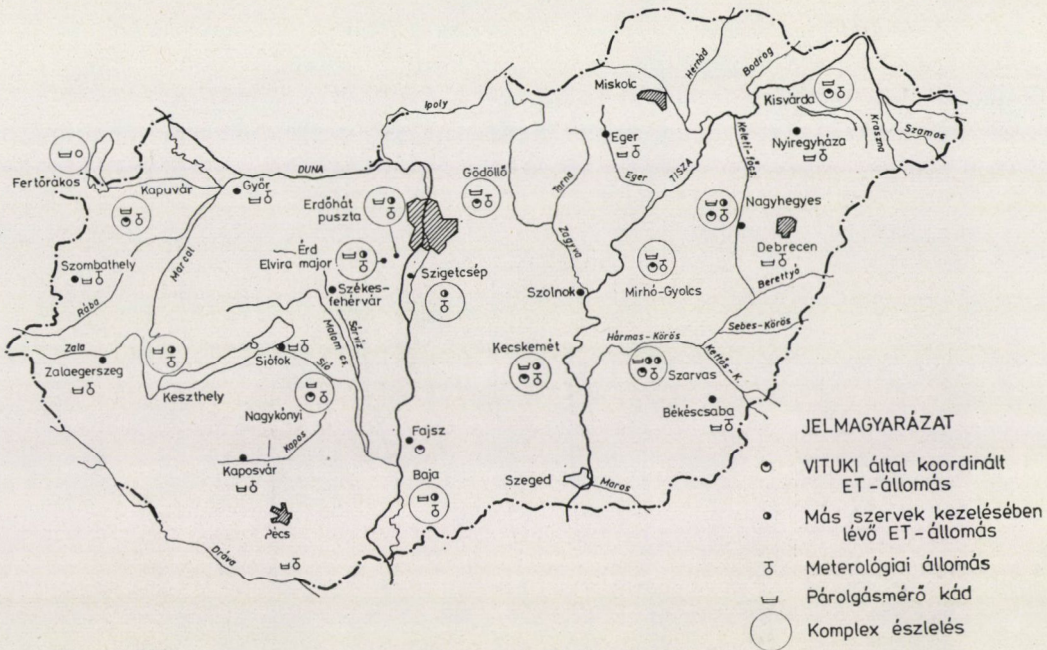 Hernád
Bodrog
Miskolc
Kisvárda
Ipoly
Eger
Nyíregyháza
Kraszna
Szamos
Fertőrákos
Kapuvár
Győr
DUNA
Gödöllő
Tarna
Eger
TISZA
Keleti-főcs.
Erdőhát
puszta
Nagyhegyes
Marcal
Érd
Elvira major
Debrecen
Szombathely
Székes-
fehérvár
Szigetcsép
Zagyva
Mirhó-Gyolcs
Berettyó
Rába
Szolnok
Zala
Malom cs.
Sárvíz
Hármas-Körös
Sebes-Körös
Zalaegerszeg
Siófok
Sió
Kecskemét
Szarvas
Kettős-K.
Keszthely
Nagykónyi
Békéscsaba
Kapos
Fajsz
Kaposvár
Baja
Szeged
Maros
Pécs
Dráva
JELMAGYARÁZAT
VITUKI által koordinált
ET-állomás
Más szervek kezelésében
lévő ET-állomás
Meterológiai állomás
Párolgásmérő kád
Komplex észlelés